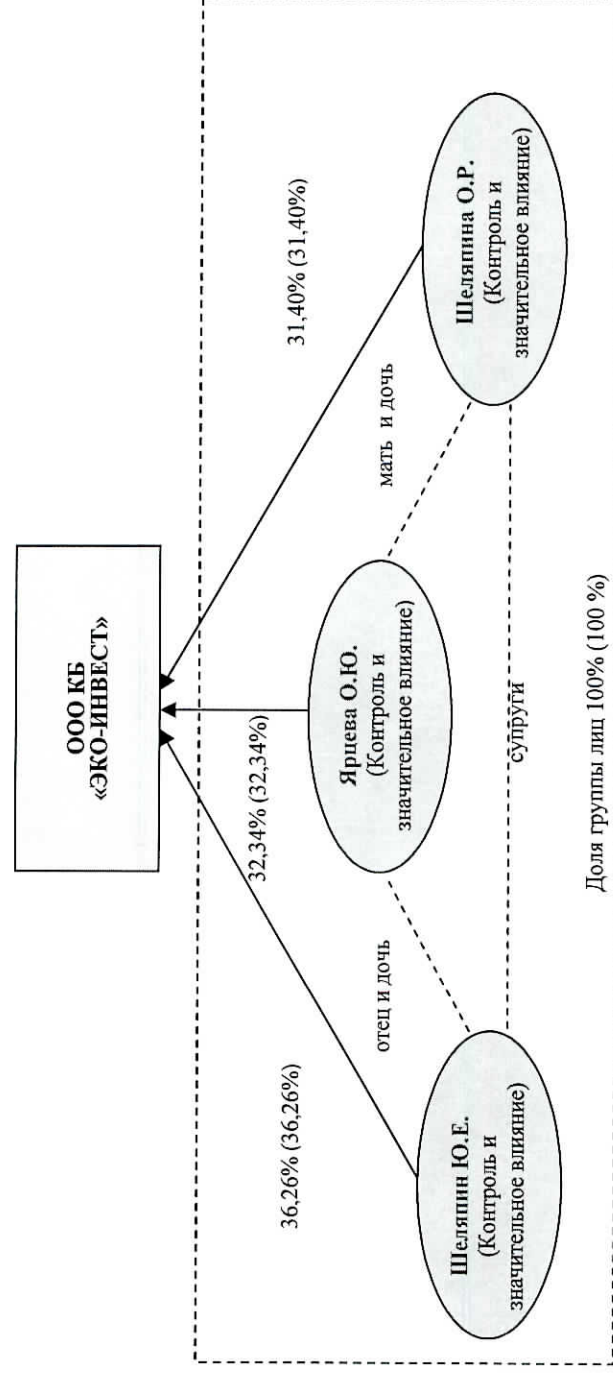 ООО КБ
«ЭКО-ИНВЕСТ»
36,26% (36,26%)
32,34% (32,34%)
31,40% (31,40%)
отец и дочь
мать и дочь
Ярцева О.Ю.
(Контроль и
значительное влияние)
Шеляпин Ю.Е.
(Контроль и
значительное влияние)
Шеляпина О.Р.
(Контроль и
значительное влияние)
супруги
Доля группы лиц 100% (100 %)